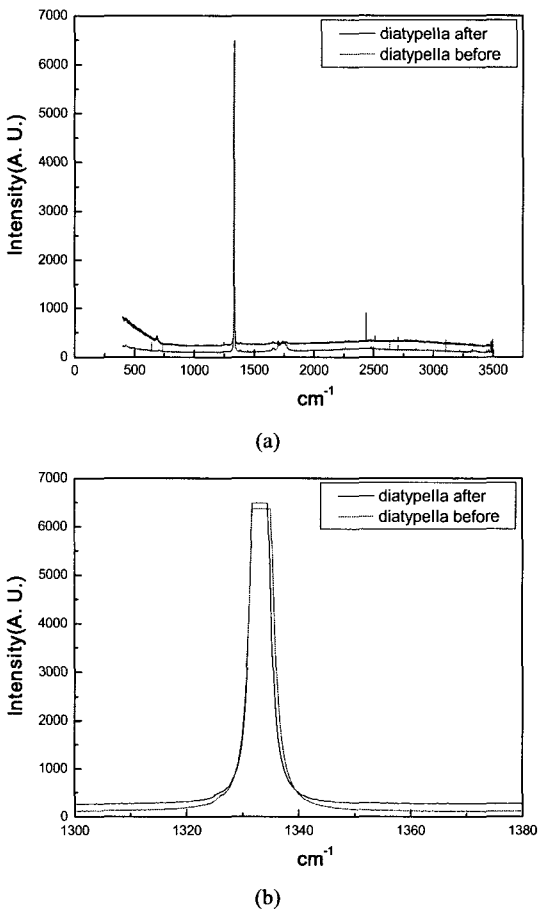 7000
6000
5000
4000
3000
2000
1000
0
Intensity(A. U.)
diatypella after
diatypella before
0 500 1000 1500 2000 2500 3000 3500
cm-1
(a)
7000
6000
5000
4000
3000
2000
1000
0
Intensity(A. U.)
diatypella after
diatypella before
1300 1320 1340 1360 1380
cm-1
(b)